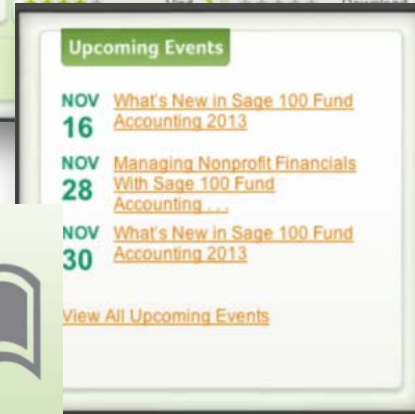 Upcoming Events
NOV
16
What's New in Sage 100 Fund
Accounting 2013
NOV
28
Managing Nonprofit Financials
With Sage 100 Fund
Accounting . . .
NOV
30
What's New in Sage 100 Fund
Accounting 2013
View All Upcoming Events